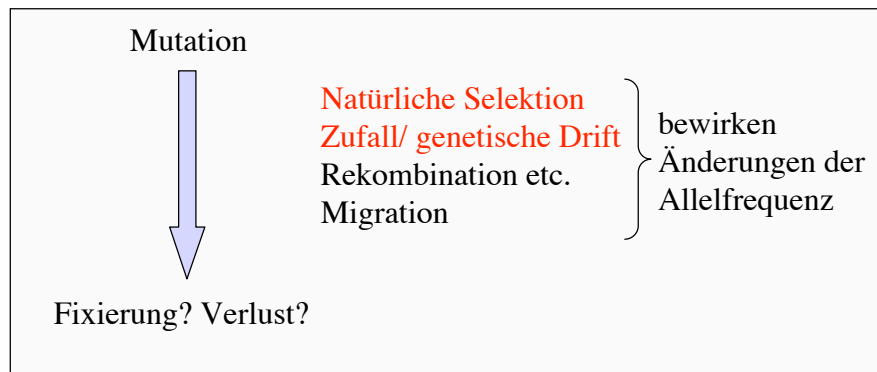 Mutation
Natürliche Selektion
Zufall/ genetische Drift
Rekombination etc.
Migration
bewirken
Änderungen der
Allelfrequenz
Fixierung? Verlust?